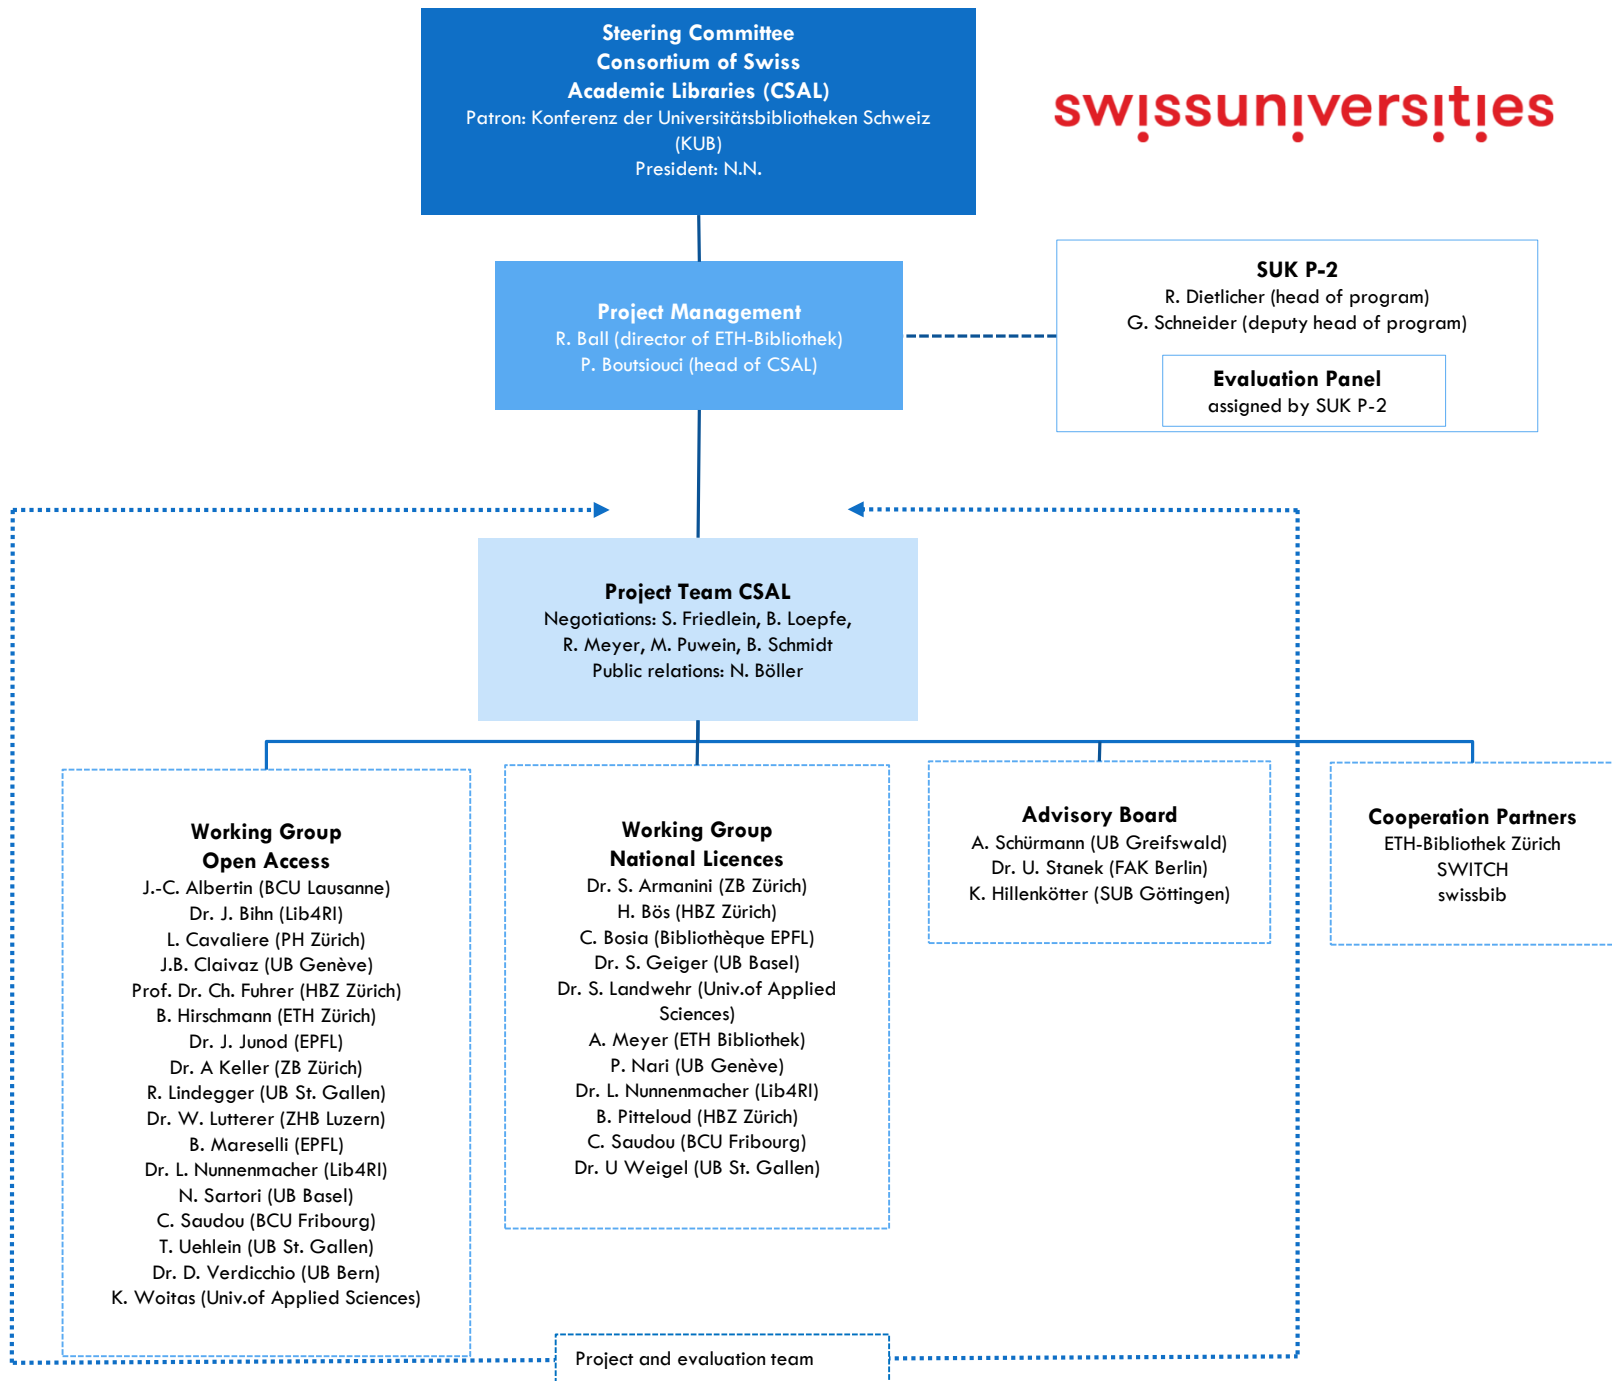 Steering Committee
Consortium of Swiss
Academic Libraries (CSAL)
Patron: Konferenz der Universitätsbibliotheken Schweiz
(KUB)
President: N.N.
swissuniversities
Project Management
R. Ball (director of ETH-Bibliothek)
P. Boutsiouci (head of CSAL)
SUK P-2
R. Dietlicher (head of program)
G. Schneider (deputy head of program)
Evaluation Panel
assigned by SUK P-2
Project Team CSAL
Negotiations: S. Friedlein, B. Loepfe,
R. Meyer, M. Puwein, B. Schmidt
Public relations: N. Böller
Working Group
Open Access
J.-C. Albertin (BCU Lausanne)
Dr. J. Bihn (Lib4RI)
L. Cavaliere (PH Zürich)
J.B. Claivaz (UB Genève)
Prof. Dr. Ch. Fuhrer (HBZ Zürich)
B. Hirschmann (ETH Zürich)
Dr. J. Junod (EPFL)
Dr. A Keller (ZB Zürich)
R. Lindegger (UB St. Gallen)
Dr. W. Lutterer (ZHB Luzern)
B. Mareselli (EPFL)
Dr. L. Nunnenmacher (Lib4RI)
N. Sartori (UB Basel)
C. Saudou (BCU Fribourg)
T. Uehlein (UB St. Gallen)
Dr. D. Verdicchio (UB Bern)
K. Woitas (Univ.of Applied Sciences)
Working Group
National Licences
Dr. S. Armanini (ZB Zürich)
H. Bös (HBZ Zürich)
C. Bosia (Bibliothèque EPFL)
Dr. S. Geiger (UB Basel)
Dr. S. Landwehr (Univ.of Applied
Sciences)
A. Meyer (ETH Bibliothek)
P. Nari (UB Genève)
Dr. L. Nunnenmacher (Lib4RI)
B. Pitteloud (HBZ Zürich)
C. Saudou (BCU Fribourg)
Dr. U Weigel (UB St. Gallen)
Advisory Board
A. Schürmann (UB Greifswald)
Dr. U. Stanek (FAK Berlin)
K. Hillenkötter (SUB Göttingen)
Cooperation Partners
ETH-Bibliothek Zürich
SWITCH
swissbib
Project and evaluation team